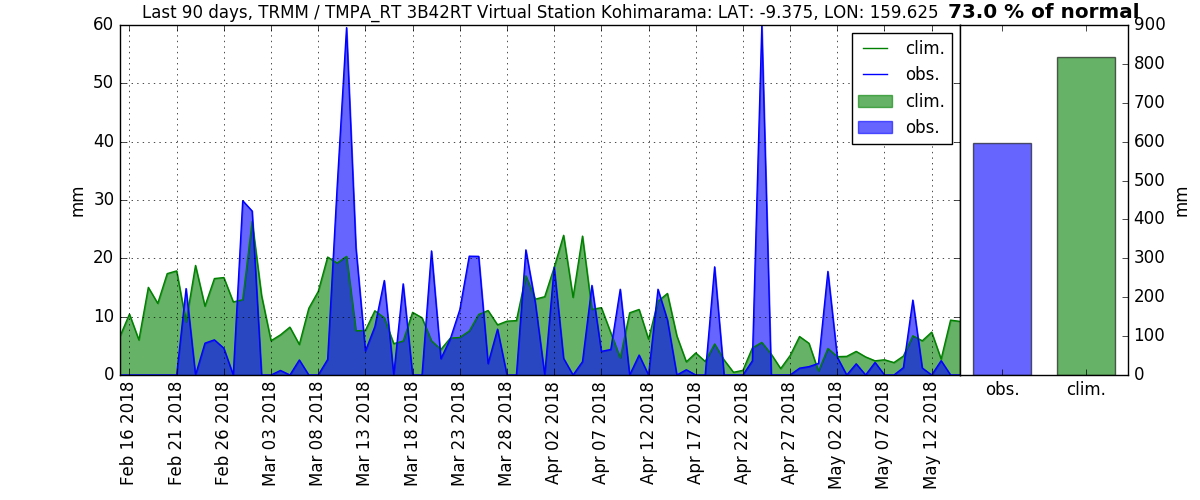 Last 90 days, TRMM / TMPA_RT 3B42RT Virtual Station Kohimarama: LAT: -9.375, LON: 159.625
73.0 % of normal
60
50
40
30
20
10
0
mm
clim.
obs.
clim.
obs.
Feb 16 2018
Feb 21 2018
Feb 26 2018
Mar 03 2018
Mar 08 2018
Mar 13 2018
Mar 18 2018
Mar 23 2018
Mar 28 2018
Apr 02 2018
Apr 07 2018
Apr 12 2018
Apr 17 2018
Apr 22 2018
Apr 27 2018
May 02 2018
May 07 2018
May 12 2018
900
800
700
600
500
400
300
200
100
0
mm
obs.
clim.